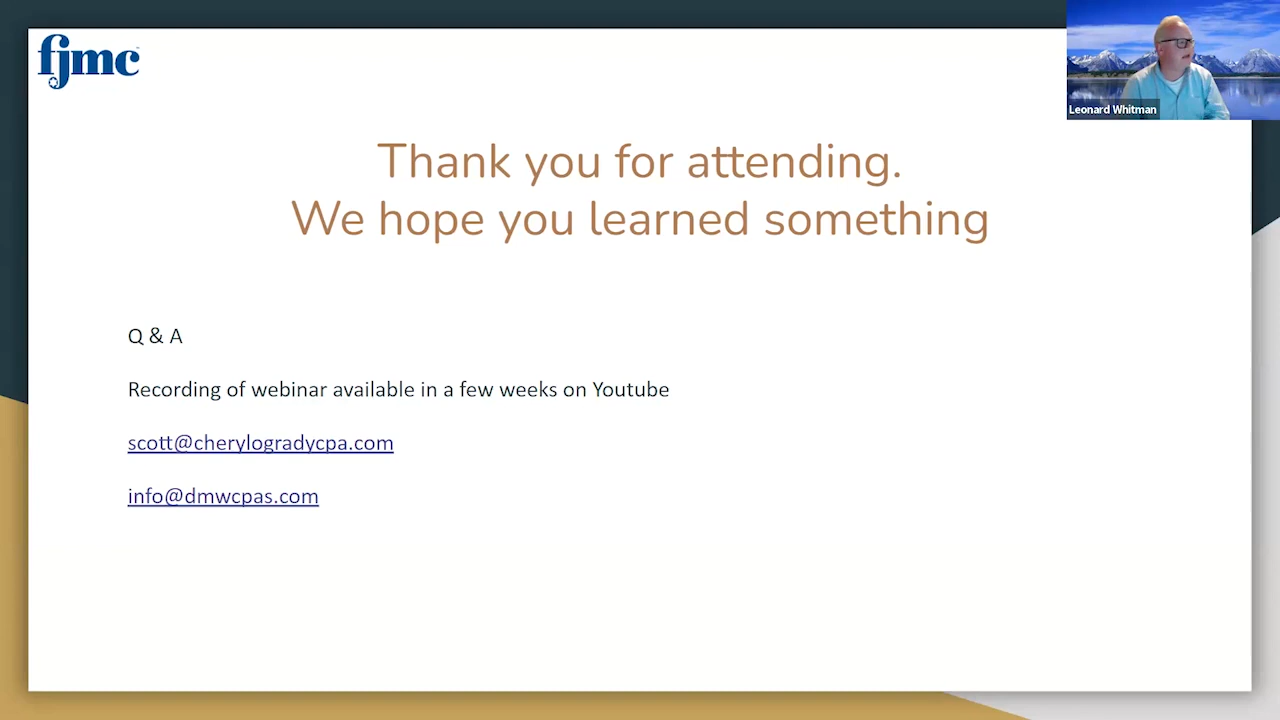 fjmc
Leonard Whitman
Thank you for attending.
We hope you learned something
Q & A
Recording of webinar available in a few weeks on Youtube
scott@cherylogradycpa.com
info@dmwcpas.com